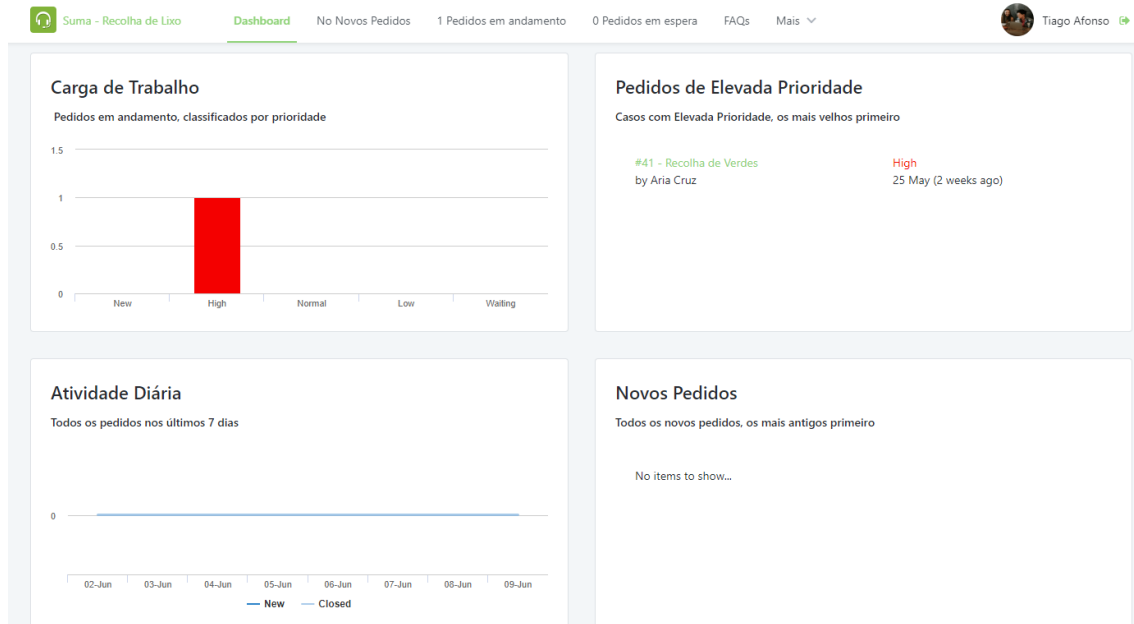 Suma - Recolha de Lixo Dashboard No Novos Pedidos 1 Pedidos em andamento 0 Pedidos em espera FAQs Mais Tiago Afonso
Carga de Trabalho
Pedidos em andamento, classificados por prioridade
1.5
1
0.5
0
New High Normal Low Waiting
Pedidos de Elevada Prioridade
Casos com Elevada Prioridade, os mais velhos primeiro
#41 - Recolha de Verdes High
by Aria Cruz 25 May (2 weeks ago)
Atividade Diária
Todos os pedidos nos últimos 7 dias
0
02-Jun 03-Jun 04-Jun 05-Jun 06-Jun 07-Jun 08-Jun 09-Jun
New Closed
Novos Pedidos
Todos os novos pedidos, os mais antigos primeiro
No items to show...